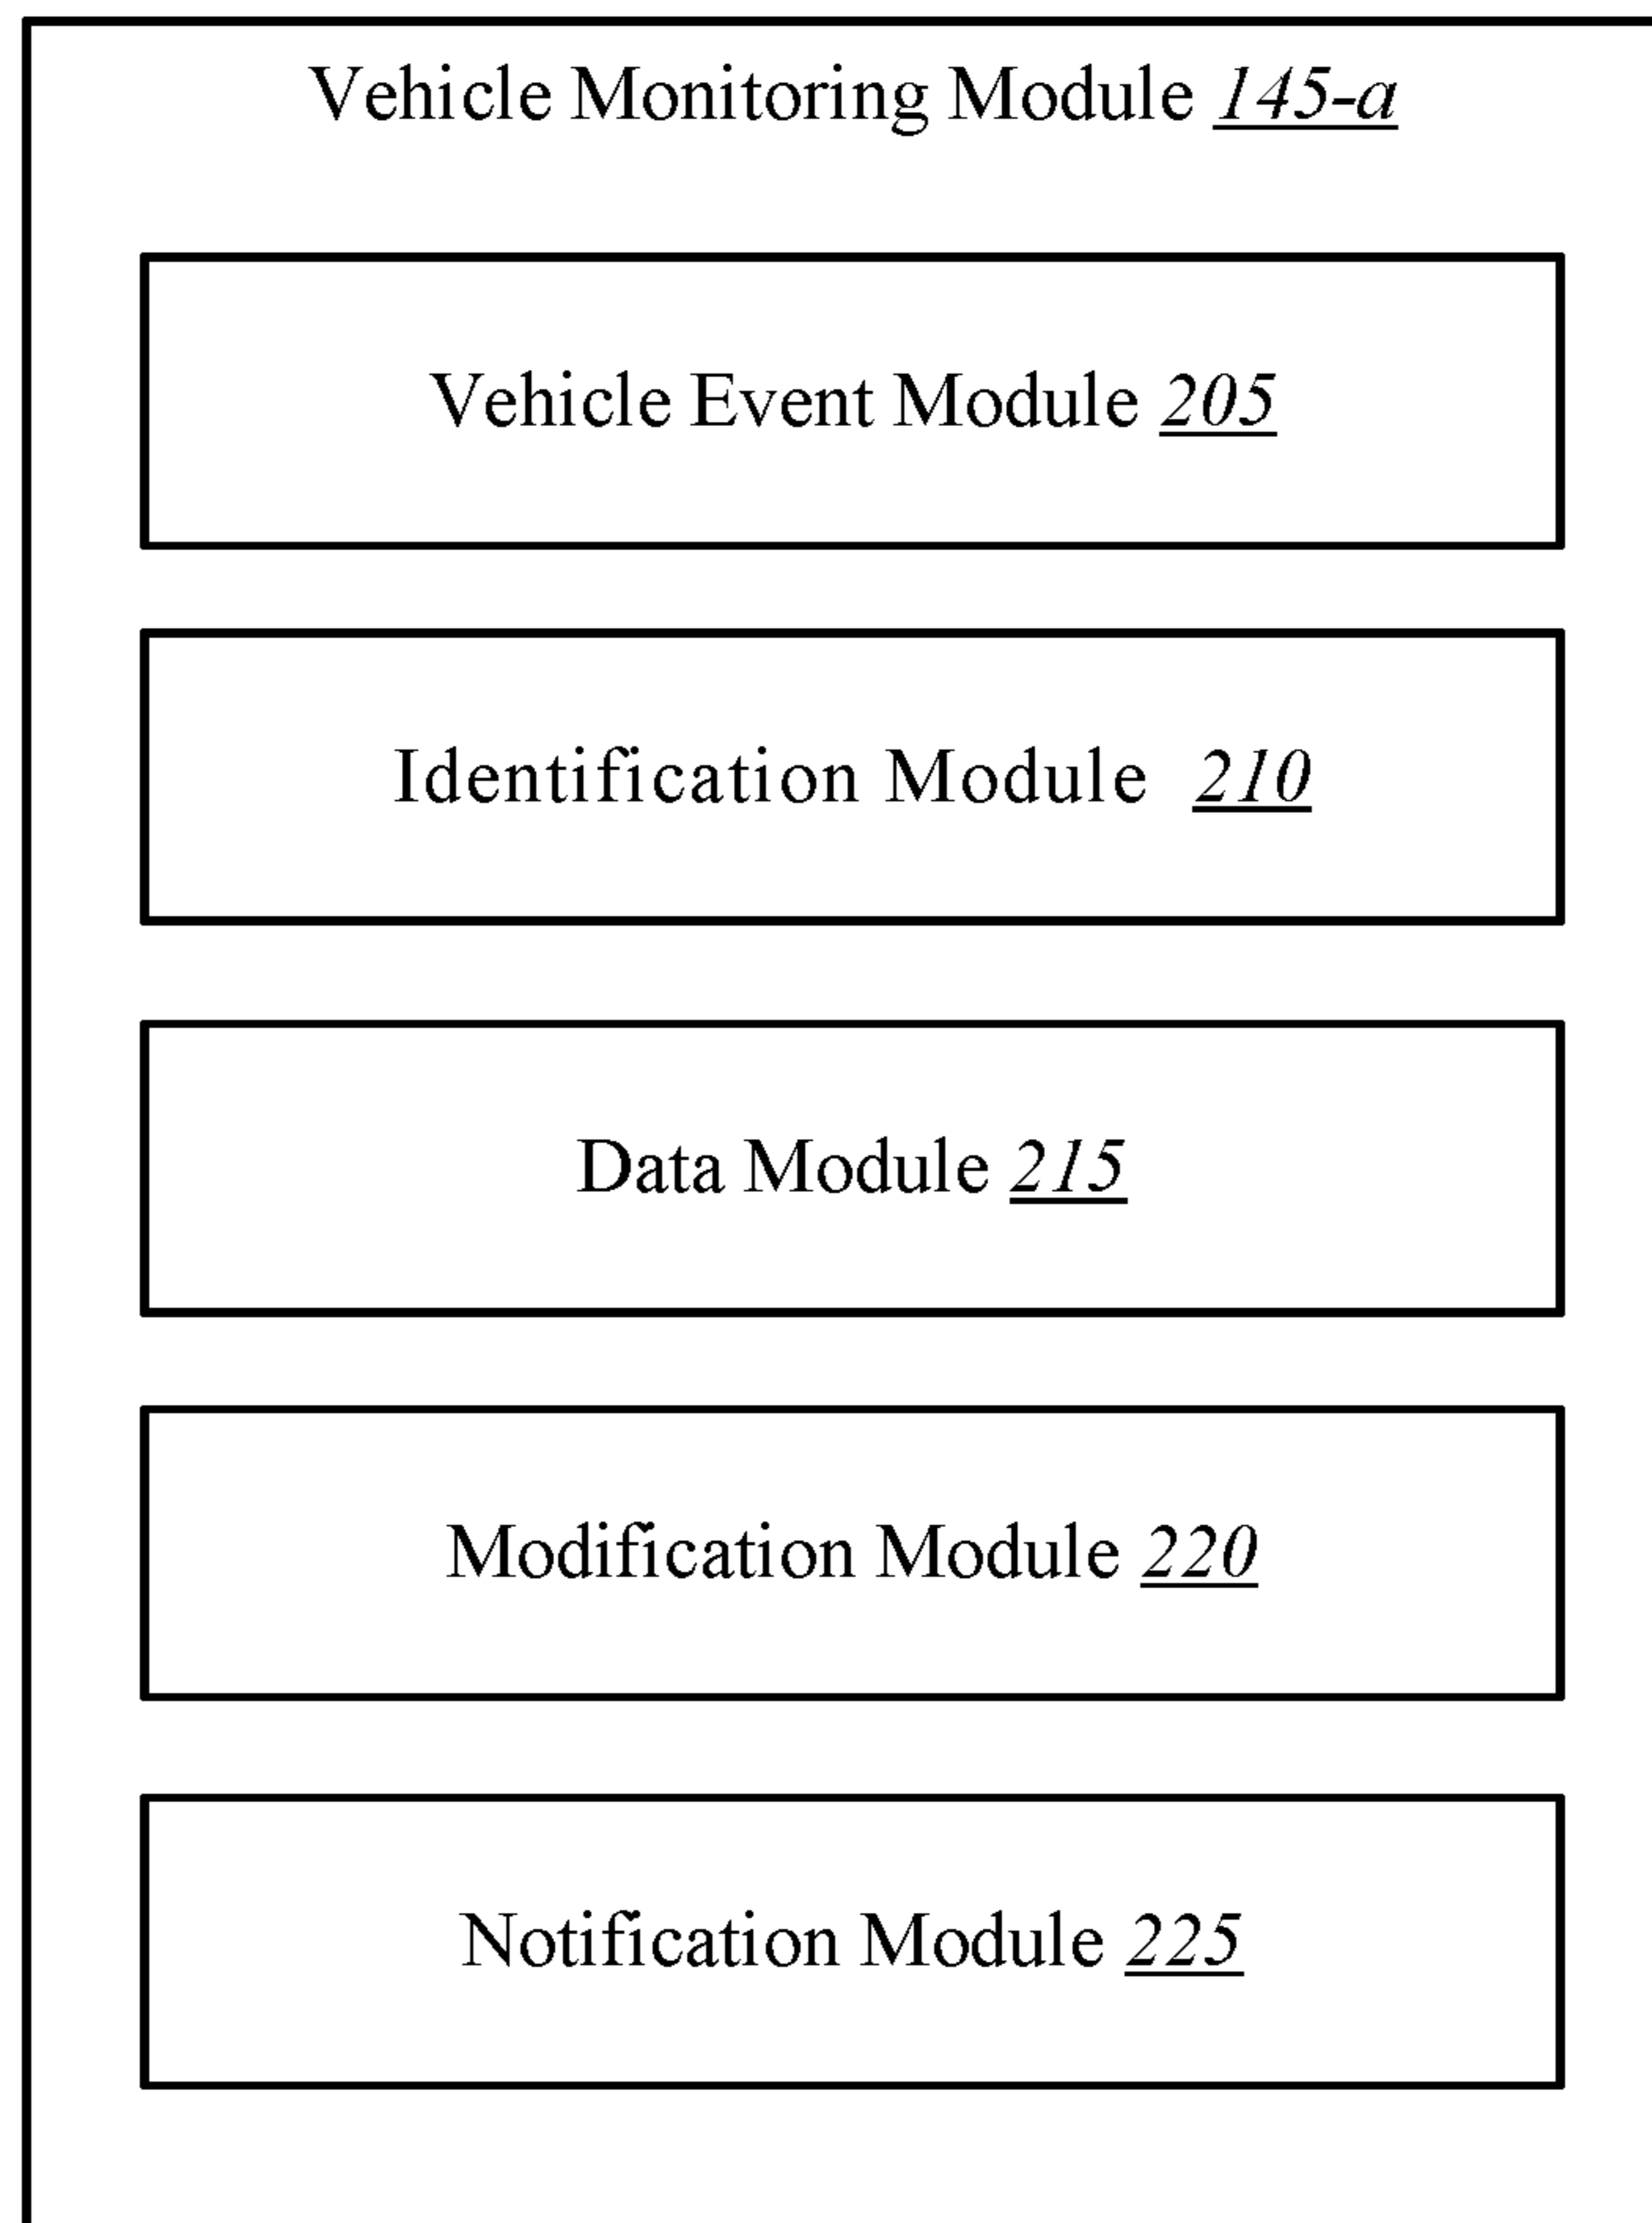 Vehicle Monitoring Module 145-a
Vehicle Event Module 205
Identification Module 210
Data Module 215
Modification Module 220
Notification Module 225